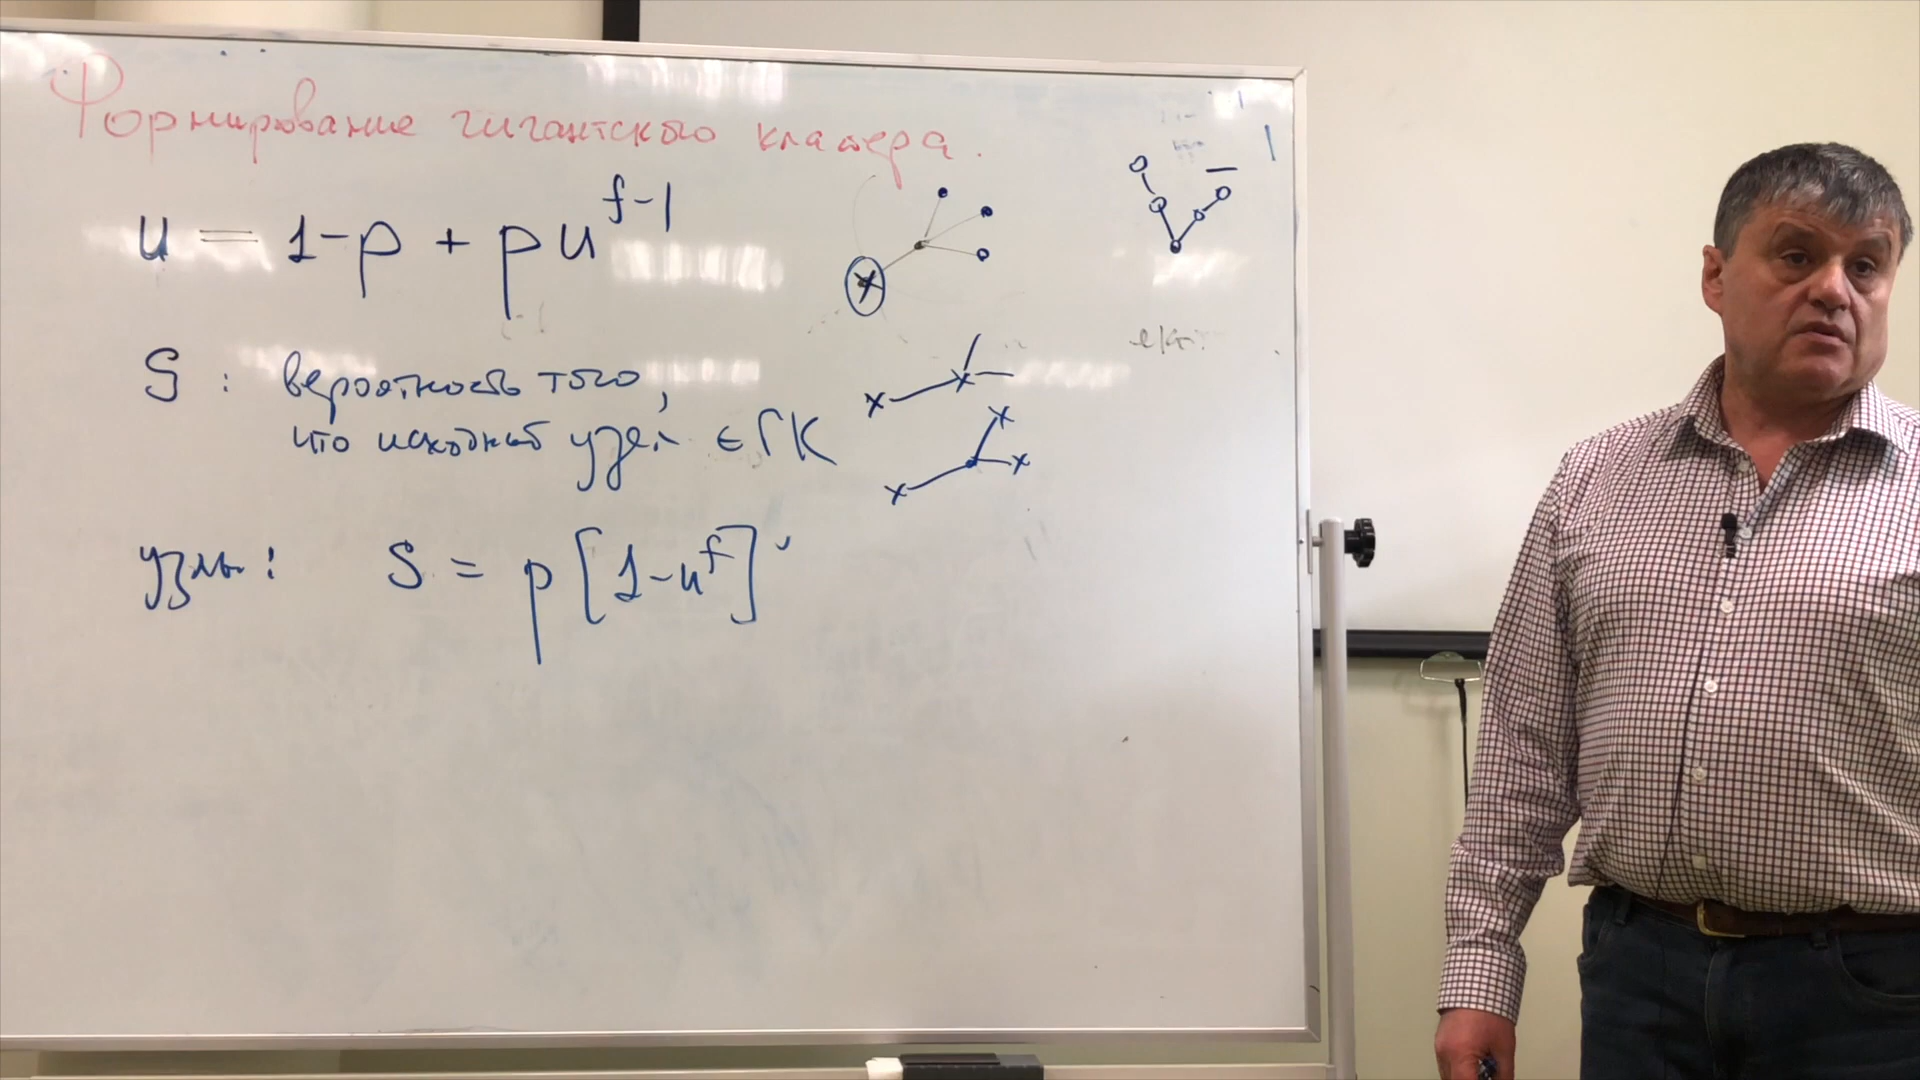 Формирование гигантского кластера.
u = 1-p + pu^{f-1}
S : вероятность того,
что исходный узел ∈ ГК
узлы: S = p[1-u^f]